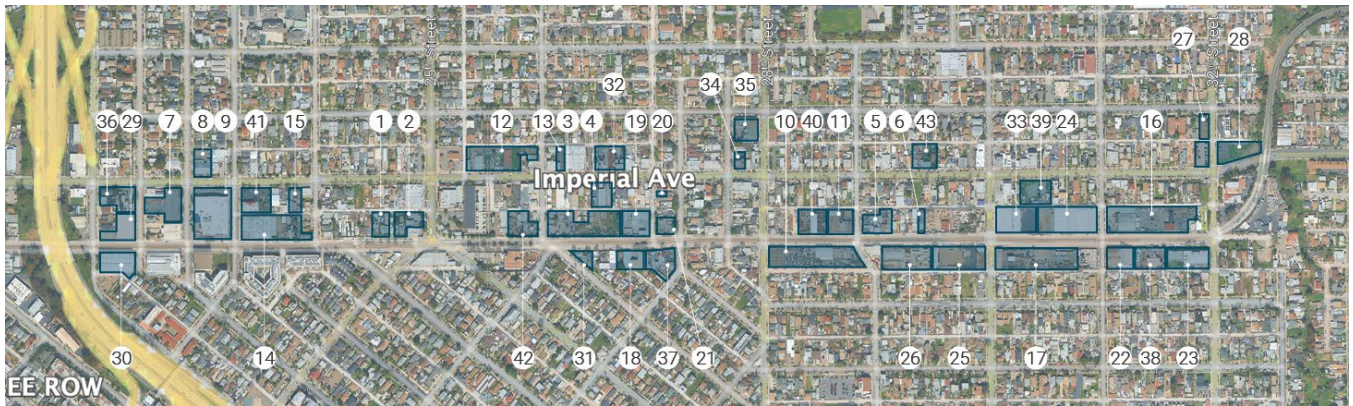 25th Street
28th Street
32nd Street
27 28
34 35
32
36 29 7 8 9 41 15 1 2 12 13 3 4 19 20 10 40 11 5 6 43 33 39 24 16
Imperial Ave
30 14 42 31 18 37 21 26 25 17 22 38 23
EE ROW